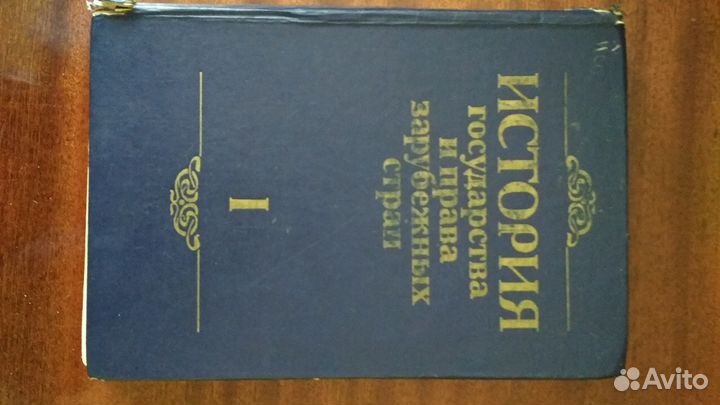 ИСТОРИЯ
государства
и права
зарубежных
стран
I
Avito